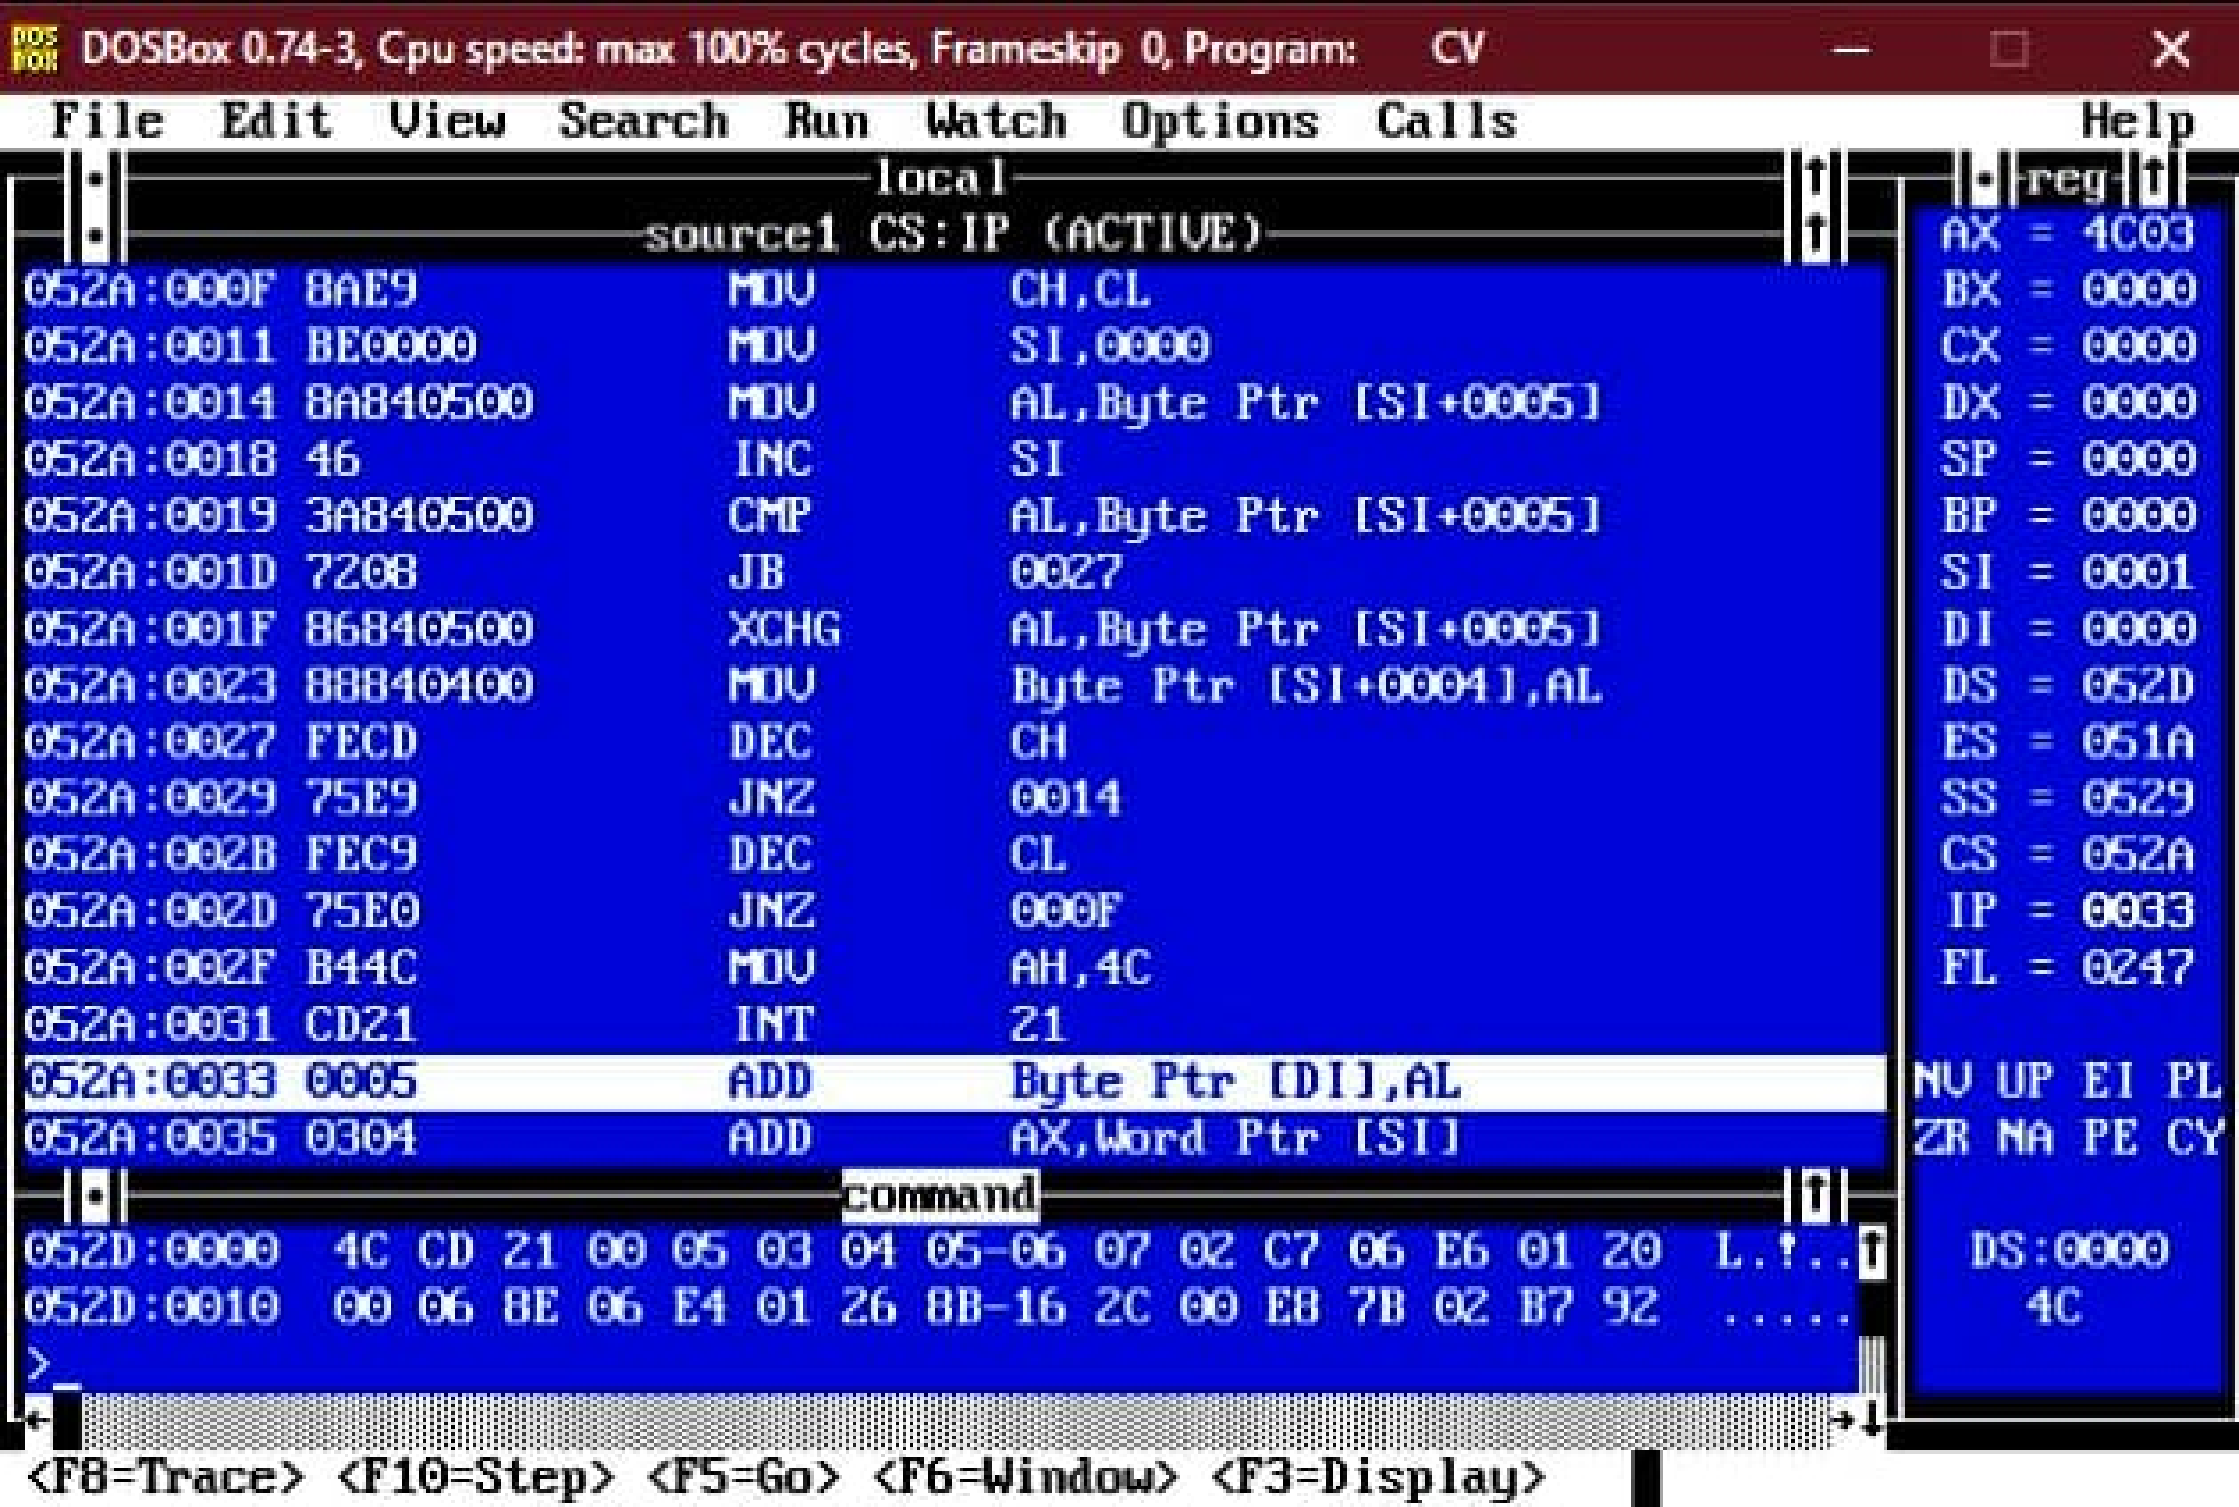 DOSBox 0.74-3, Cpu speed: max 100% cycles, Frameskip 0, Program: CV
File Edit View Search Run Watch Options Calls Help
local
reg
source1 CS:IP (ACTIVE)
AX = 4C03
052A:000F 8AE9 MOV CH,CL
BX = 0000
052A:0011 BE0000 MOV SI,0000
CX = 0000
052A:0014 8A840500 MOV AL,Byte Ptr [SI+0005]
DX = 0000
052A:0018 46 INC SI
SP = 0000
052A:0019 3A840500 CMP AL,Byte Ptr [SI+0005]
BP = 0000
052A:001D 7208 JB 0027
SI = 0001
052A:001F 86840500 XCHG AL,Byte Ptr [SI+0005]
DI = 0000
052A:0023 88840400 MOV Byte Ptr [SI+0004],AL
DS = 052D
052A:0027 FECD DEC CH
ES = 051A
052A:0029 75E9 JNZ 0014
SS = 0529
052A:002B FEC9 DEC CL
CS = 052A
052A:002D 75E0 JNZ 000F
IP = 0033
052A:002F B44C MOV AH,4C
FL = 0247
052A:0031 CD21 INT 21
052A:0033 0005 ADD Byte Ptr [DI],AL
NV UP EI PL
052A:0035 0304 ADD AX,Word Ptr [SI]
ZR NA PE CY
command
052D:0000 4C CD 21 00 05 03 04 05-06 07 02 C7 06 E6 01 20 L.!..
DS:0000
052D:0010 00 06 8E 06 E4 01 26 8B-16 2C 00 E8 7B 02 B7 92 .....
4C
>_
<F8=Trace> <F10=Step> <F5=Go> <F6=Window> <F3=Display>